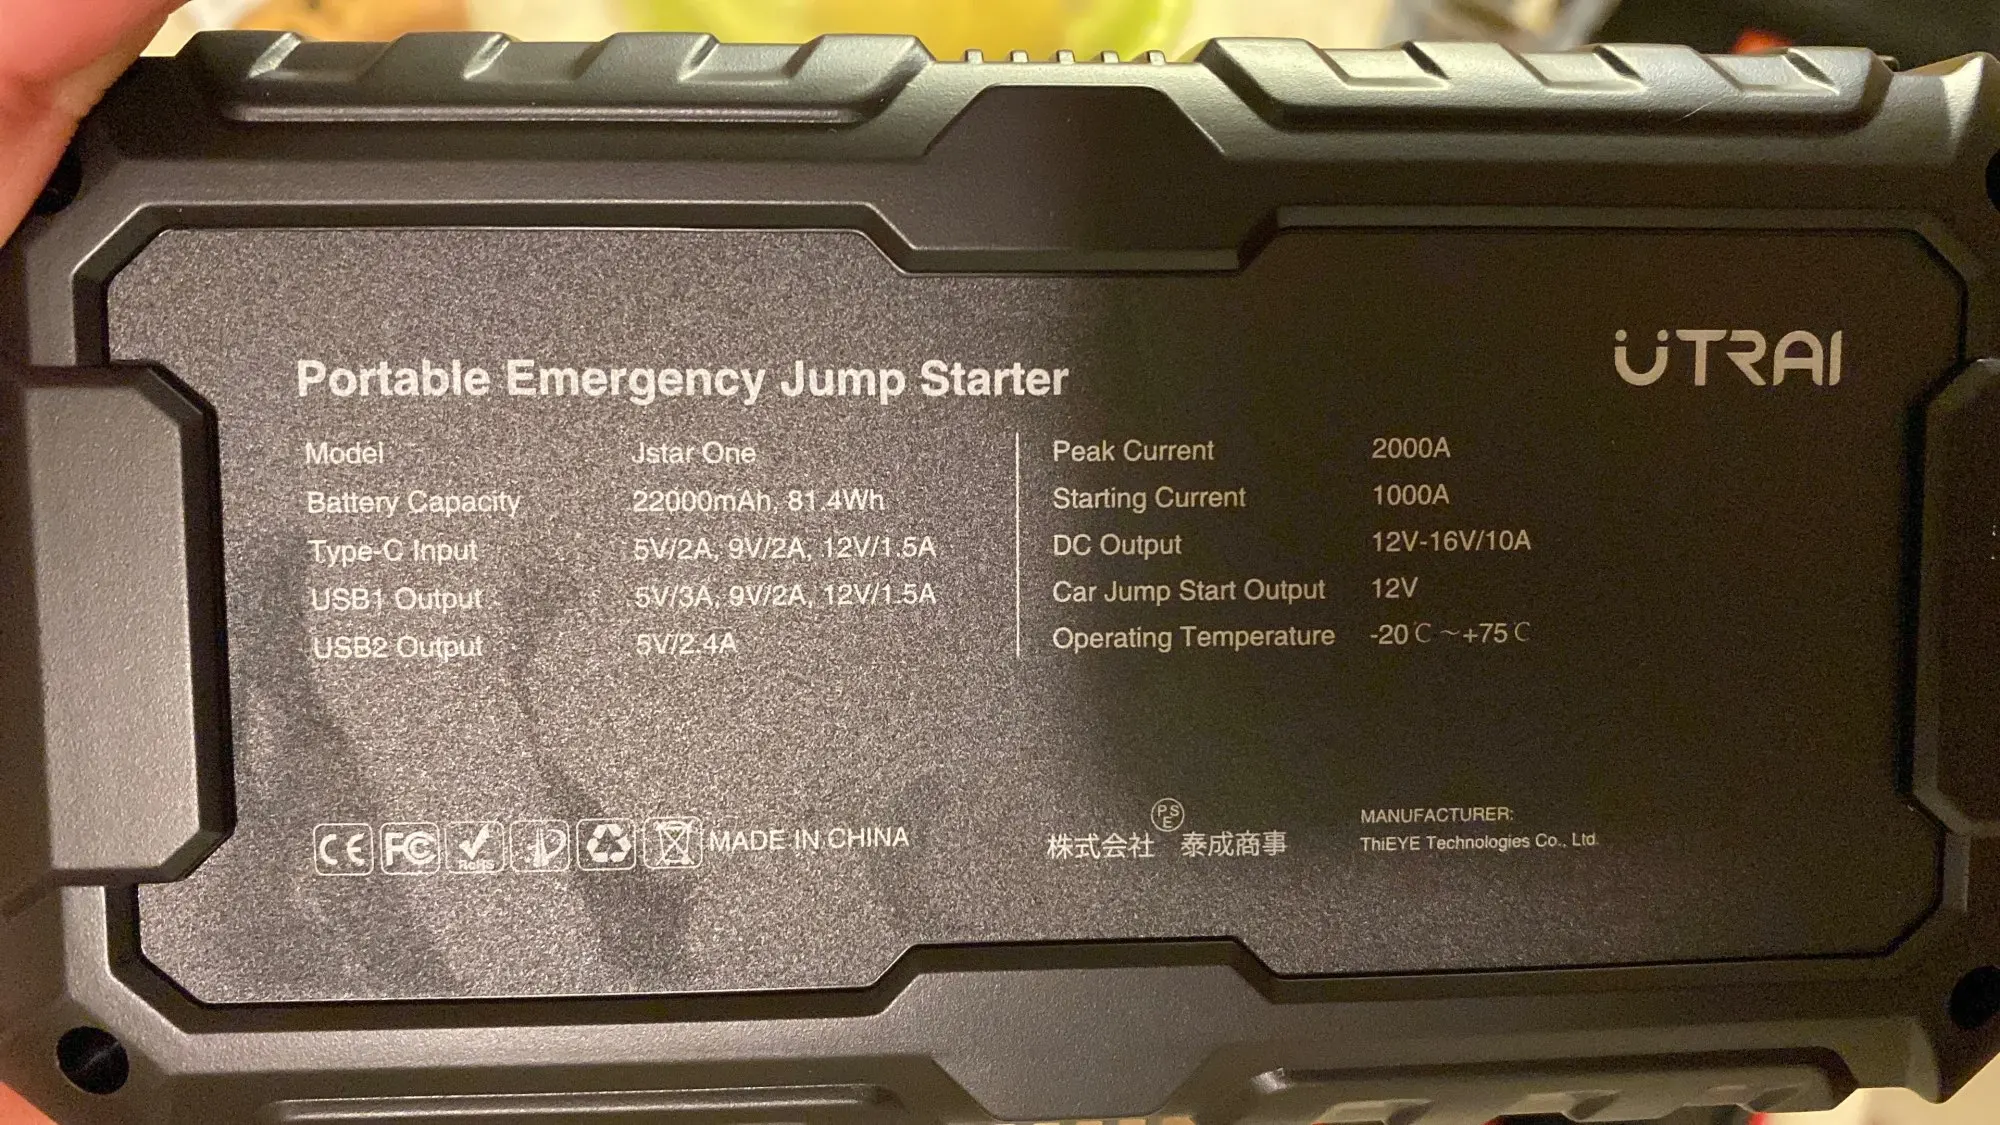 UTRAI
Portable Emergency Jump Starter
Model Jstar One
Battery Capacity 22000mAh, 81.4Wh
Type-C Input 5V/2A, 9V/2A, 12V/1.5A
USB1 Output 5V/3A, 9V/2A, 12V/1.5A
USB2 Output 5V/2.4A
Peak Current 2000A
Starting Current 1000A
DC Output 12V-16V/10A
Car Jump Start Output 12V
Operating Temperature -20℃～+75℃
CE FC RoHS MADE IN CHINA
PSE
株式会社 泰成商事
MANUFACTURER:
ThiEYE Technologies Co., Ltd.